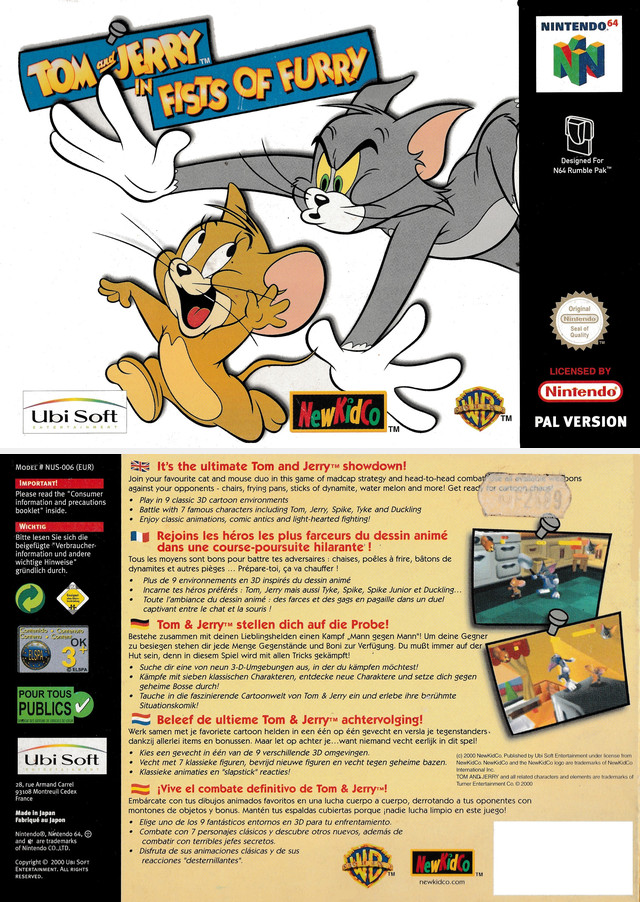 TOM and JERRY™
IN FISTS OF FURRY
NINTENDO64
N
Designed For
N64 Rumble Pak™
Original
Nintendo
Seal of
Quality
TM
LICENSED BY
Nintendo®
PAL VERSION
Ubi Soft
ENTERTAINMENT
NewKidCo
TM
WB
TM
MODEL # NUS-006 (EUR)
IMPORTANT!
Please read the "Consumer
information and precautions
booklet" inside.
WICHTIG
Bitte lesen Sie sich die
beigefügte "Verbraucher-
information und andere
wichtige Hinweise"
gründlich durch.
OK
3+
ELSPA
© ELSPA
POUR TOUS
PUBLICS
Ubi Soft
ENTERTAINMENT
28, rue Armand Carrel
93108 Montreuil Cedex
France
Made in Japan
Fabriqué au Japon
Nintendo®, Nintendo 64,
and are trademarks
of Nintendo CO.,LTD.
Copyright © 2000 UBI SOFT
ENTERTAINMENT. ALL RIGHTS
RESERVED.
It's the ultimate Tom and Jerry™ showdown!
Join your favourite cat and mouse duo in this game of madcap strategy and head-to-head combat
against your opponents - chairs, frying pans, sticks of dynamite, water melon and more! Get ready for cartoon chaos
• Play in 9 classic 3D cartoon environments
• Battle with 7 famous characters including Tom, Jerry, Spike, Tyke and Duckling
• Enjoy classic animations, comic antics and light-hearted fighting!
Rejoins les héros les plus farceurs du dessin animé
dans une course-poursuite hilarante !
Tous les moyens sont bons pour battre tes adversaires : chaises, poêles à frire, bâtons de
dynamites et autres pièges ... Prépare-toi, ça va chauffer !
• Plus de 9 environnements en 3D inspirés du dessin animé
• Incarne tes héros préférés : Tom, Jerry mais aussi Tyke, Spike, Spike Junior et Duckling...
• Toute l'ambiance du dessin animé : des farces et des gags en pagaille dans un duel
captivant entre le chat et la souris !
Tom & Jerry™ stellen dich auf die Probe!
Bestehe zusammen mit deinen Lieblingshelden einen Kampf „Mann gegen Mann"! Um deine Gegner
zu besiegen stehen dir jede Menge Gegenstände und Boni zur Verfügung. Du mußt immer auf der
Hut sein, denn in diesem Spiel wird mit allen Tricks gekämpft!
• Suche dir eine von neun 3-D-Umgebungen aus, in der du kämpfen möchtest!
• Kämpfe mit sieben klassischen Charakteren, entdecke neue Charaktere und setze dich gegen
geheime Bosse durch!
• Tauche in die faszinierende Cartoonwelt von Tom & Jerry ein und erlebe ihre berühmte
Situationskomik!
Beleef de ultieme Tom & Jerry™ achtervolging!
Werk samen met je favoriete cartoon helden in een één op één gevecht en versla je tegenstanders-
dankzij allerlei items en bonussen. Maar let op achter je...want niemand vecht eerlijk in dit spel!
• Kies een gevecht in één van de 9 verschillende 3D omgevingen.
• Vecht met 7 klassieke figuren, bevrijd nieuwe figuren en vecht tegen geheime bazen.
• Klassieke animaties en "slapstick" reacties!
¡Vive el combate definitivo de Tom & Jerry™!
Embárcate con tus dibujos animados favoritos en una lucha cuerpo a cuerpo, derrotando a tus oponentes con
montones de objetos y bonus. Mantén tus espaldas cubiertas porque ¡nadie lucha limpio en este juego!
• Elige uno de los 9 fantásticos entornos en 3D para tu enfrentamiento.
• Combate con 7 personajes clásicos y descubre otros nuevos, además de
combatir con terribles jefes secretos.
• Disfruta de sus animaciones clásicas y de sus
reacciones "desternillantes".
(c) 2000 NewKidCo. Published by Ubi Soft Entertainment under license from
NewKidCo. NewKidCo and the NewKidCo logo are trademarks of NewKidCo
International Inc.
TOM AND JERRY and all related characters and elements are trademarks of
Turner Entertainment Co. © 2000.
WB
TM
NewKidCo
TM
newkidco.com